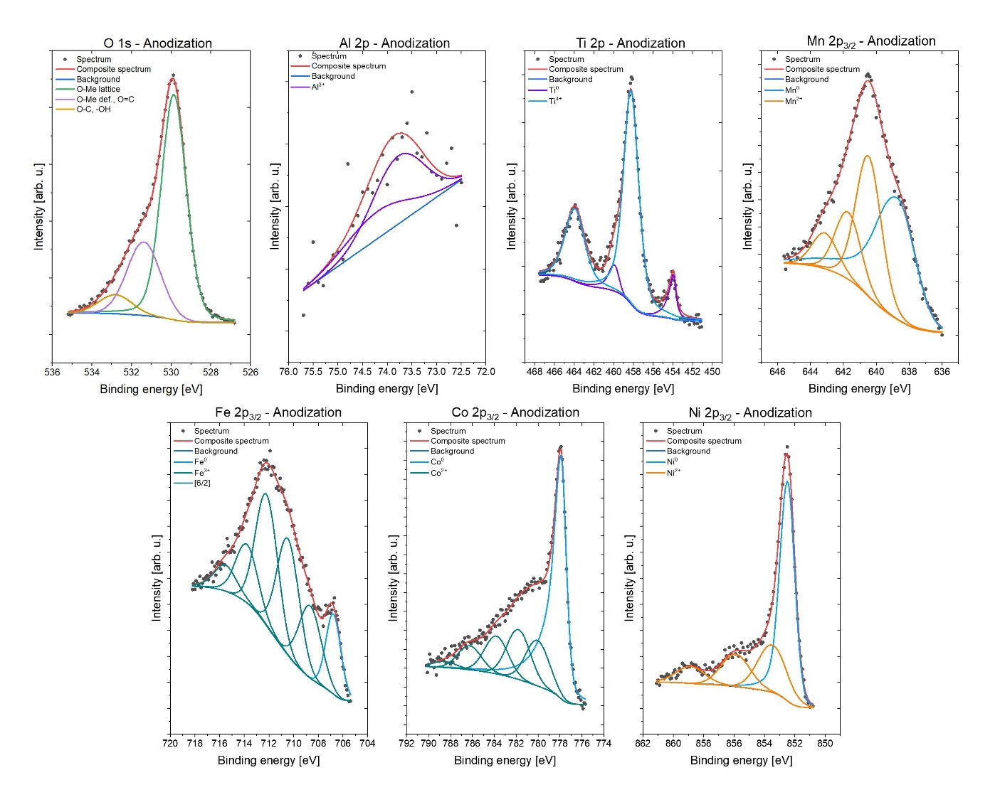 O 1s - Anodization
Spectrum
Composite spectrum
Background
O-Me lattice
O-Me def., O=C
O-C, -OH
Intensity [arb. u.]
536 534 532 530 528 526
Binding energy [eV]
Al 2p - Anodization
Spectrum
Composite spectrum
Background
Al3+
Intensity [arb. u.]
76.0 75.5 75.0 74.5 74.0 73.5 73.0 72.5 72.0
Binding energy [eV]
Ti 2p - Anodization
Spectrum
Composite spectrum
Background
Ti0
Ti4+
Intensity [arb. u.]
468 466 464 462 460 458 456 454 452 450
Binding energy [eV]
Mn 2p3/2 - Anodization
Spectrum
Composite spectrum
Background
Mn0
Mn2+
Intensity [arb. u.]
646 644 642 640 638 636
Binding energy [eV]
Fe 2p3/2 - Anodization
Spectrum
Composite spectrum
Background
Fe0
Fe3+
[6/2]
Intensity [arb. u.]
720 718 716 714 712 710 708 706 704
Binding energy [eV]
Co 2p3/2 - Anodization
Spectrum
Composite spectrum
Background
Co0
Co2+
Intensity [arb. u.]
792 790 788 786 784 782 780 778 776 774
Binding energy [eV]
Ni 2p3/2 - Anodization
Spectrum
Composite spectrum
Background
Ni0
Ni2+
Intensity [arb. u.]
862 860 858 856 854 852 850
Binding energy [eV]